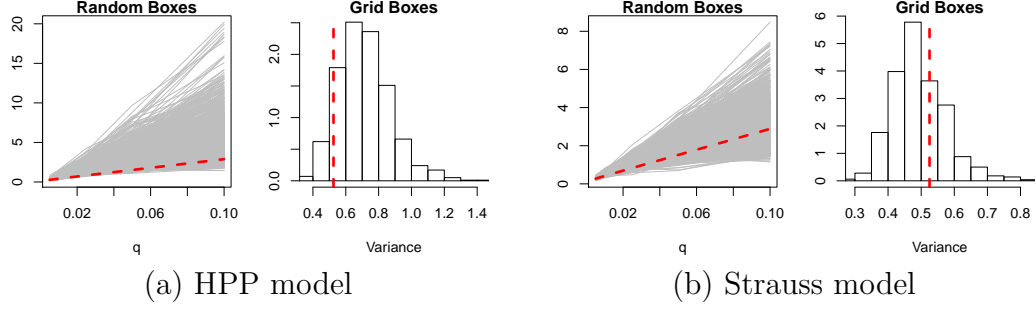 Random Boxes
20
15
10
5
0
0.02 0.06 0.10
q
Grid Boxes
2.0
1.0
0.0
0.4 0.6 0.8 1.0 1.2 1.4
Variance
(a) HPP model
Random Boxes
8
6
4
2
0
0.02 0.06 0.10
q
Grid Boxes
6
5
4
3
2
1
0
0.3 0.4 0.5 0.6 0.7 0.8
Variance
(b) Strauss model